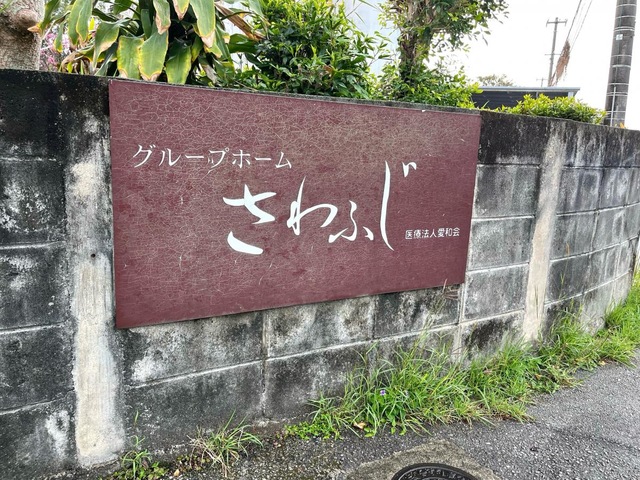 グループホーム
さわふじ
医療法人愛和会